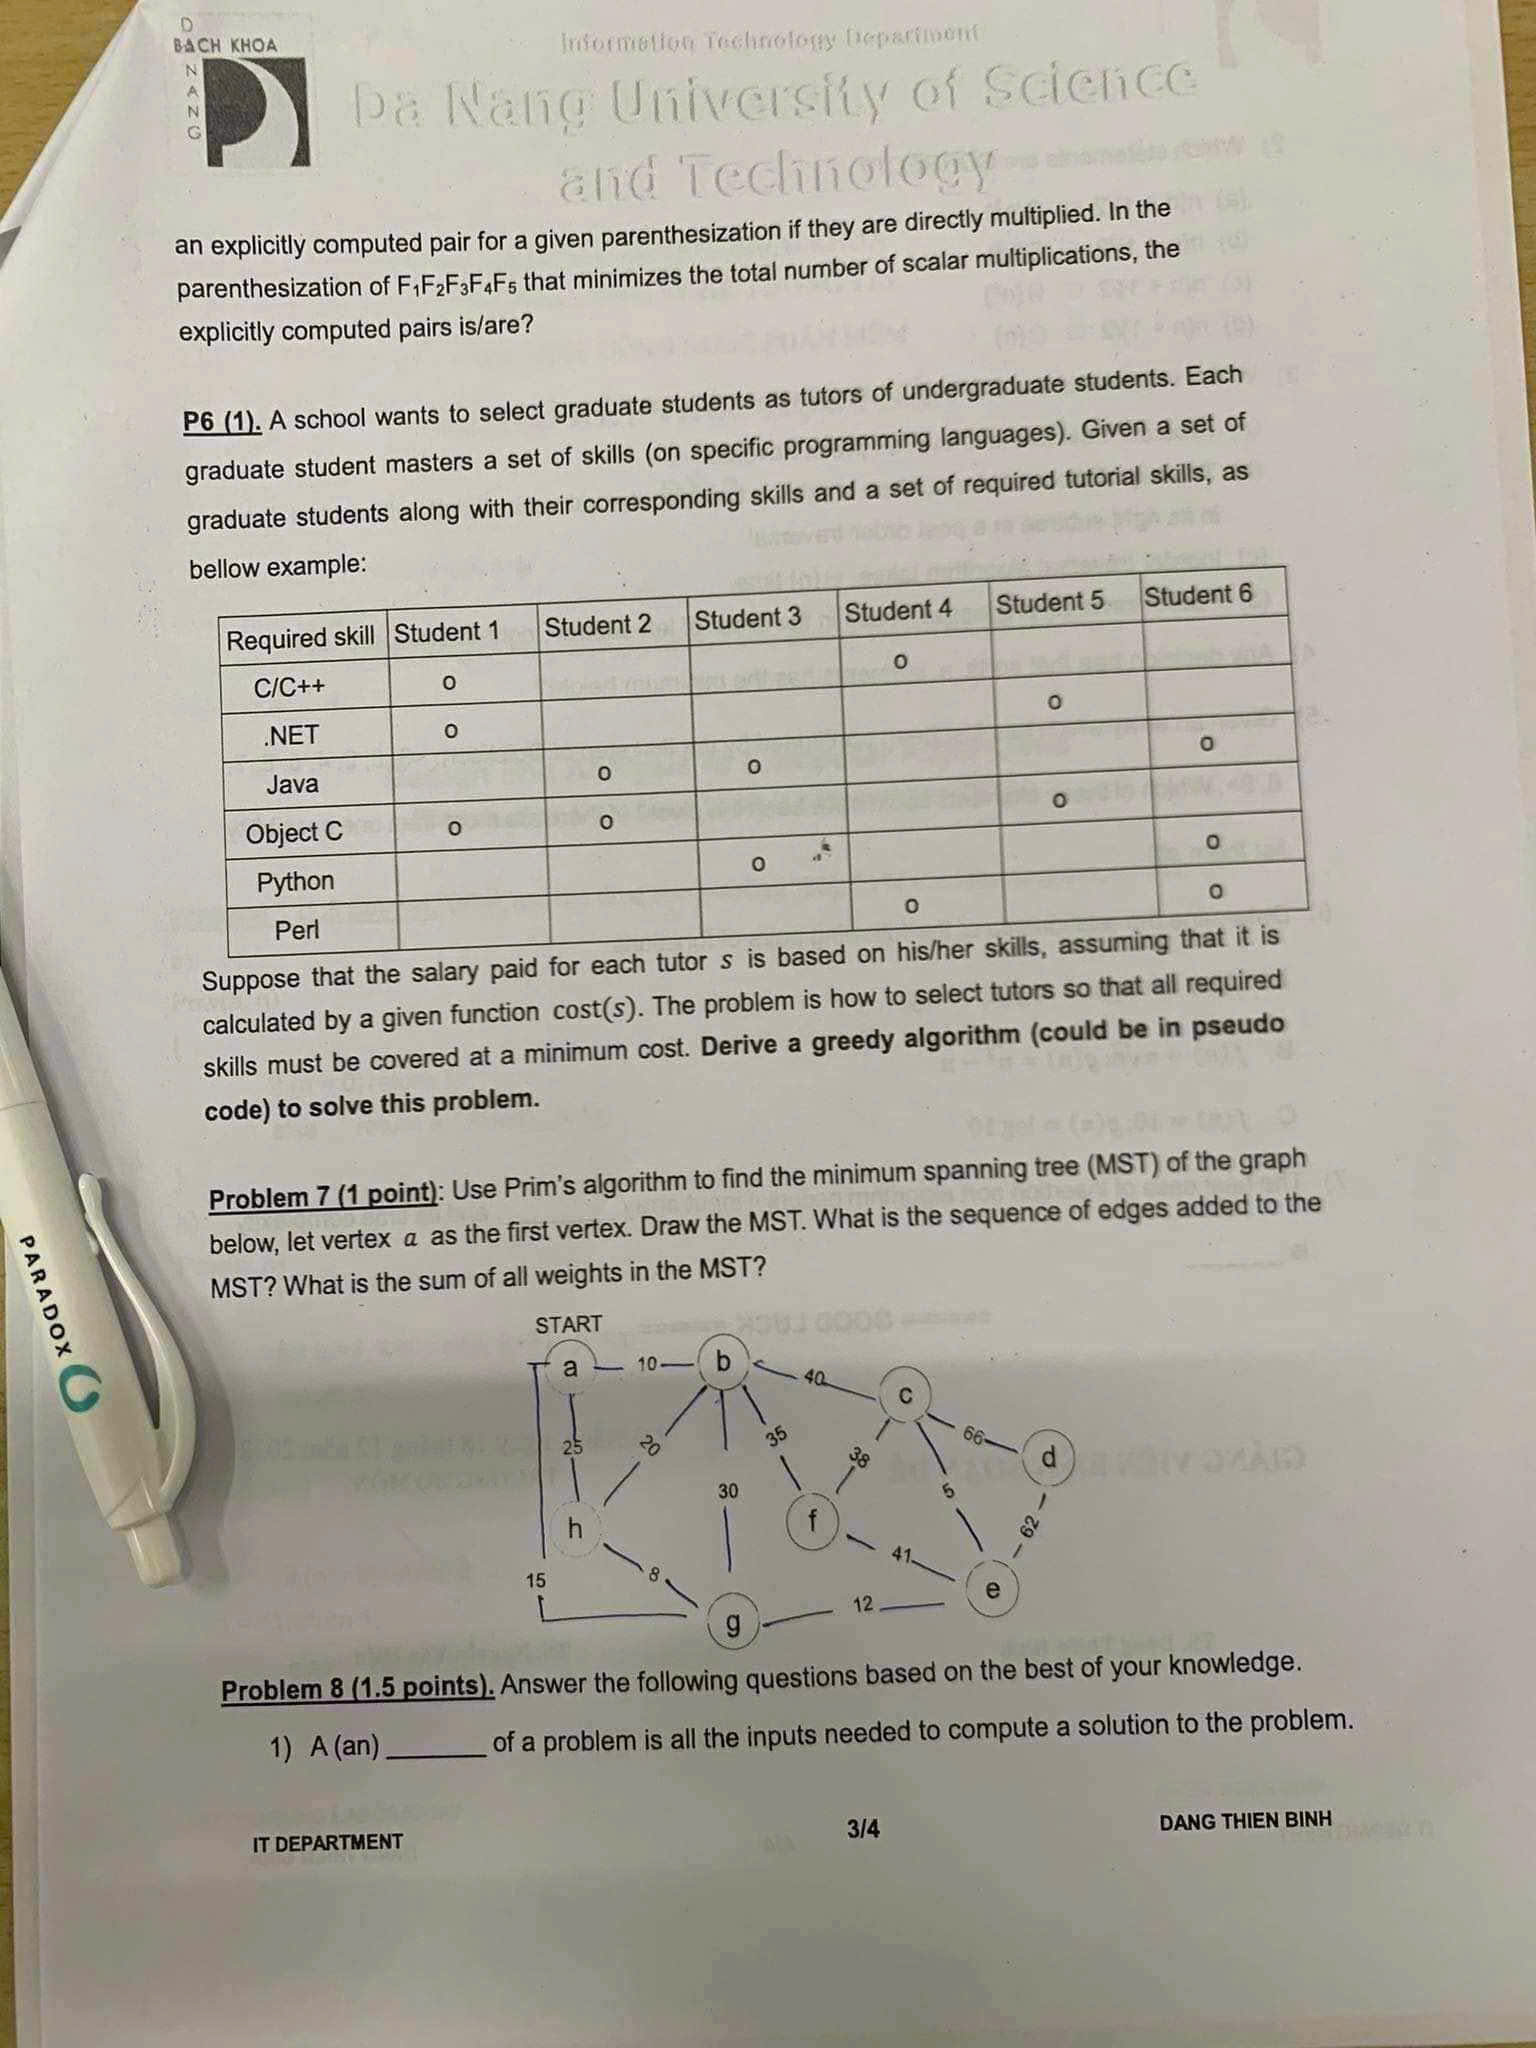 D
BACH KHOA
N
A
N
G
Information Technology Department
Da Nang University of Science
and Technology
an explicitly computed pair for a given parenthesization if they are directly multiplied. In the
parenthesization of F₁F₂F₃F₄F₅ that minimizes the total number of scalar multiplications, the
explicitly computed pairs is/are?
P6 (1). A school wants to select graduate students as tutors of undergraduate students. Each
graduate student masters a set of skills (on specific programming languages). Given a set of
graduate students along with their corresponding skills and a set of required tutorial skills, as
bellow example:
Required skill Student 1 Student 2 Student 3 Student 4 Student 5 Student 6
C/C++ o o
.NET o o
Java o o o
Object C o o o
Python o o
Perl o o
Suppose that the salary paid for each tutor s is based on his/her skills, assuming that it is
calculated by a given function cost(s). The problem is how to select tutors so that all required
skills must be covered at a minimum cost. Derive a greedy algorithm (could be in pseudo
code) to solve this problem.
Problem 7 (1 point): Use Prim's algorithm to find the minimum spanning tree (MST) of the graph
below, let vertex a as the first vertex. Draw the MST. What is the sequence of edges added to the
MST? What is the sum of all weights in the MST?
START
a 10 b 40 c
66 d
25 20 35 38
30 5
h f 62
41
15 8 e
g 12
Problem 8 (1.5 points). Answer the following questions based on the best of your knowledge.
1) A (an) ______ of a problem is all the inputs needed to compute a solution to the problem.
IT DEPARTMENT 3/4 DANG THIEN BINH
PARADOX